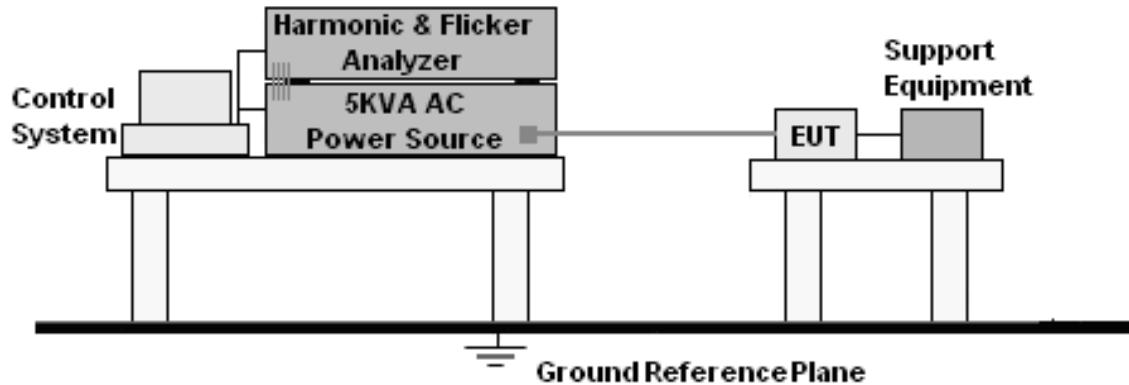 Harmonic & Flicker
Analyzer
Control
System
5KVA AC
Power Source
EUT
Support
Equipment
Ground Reference Plane